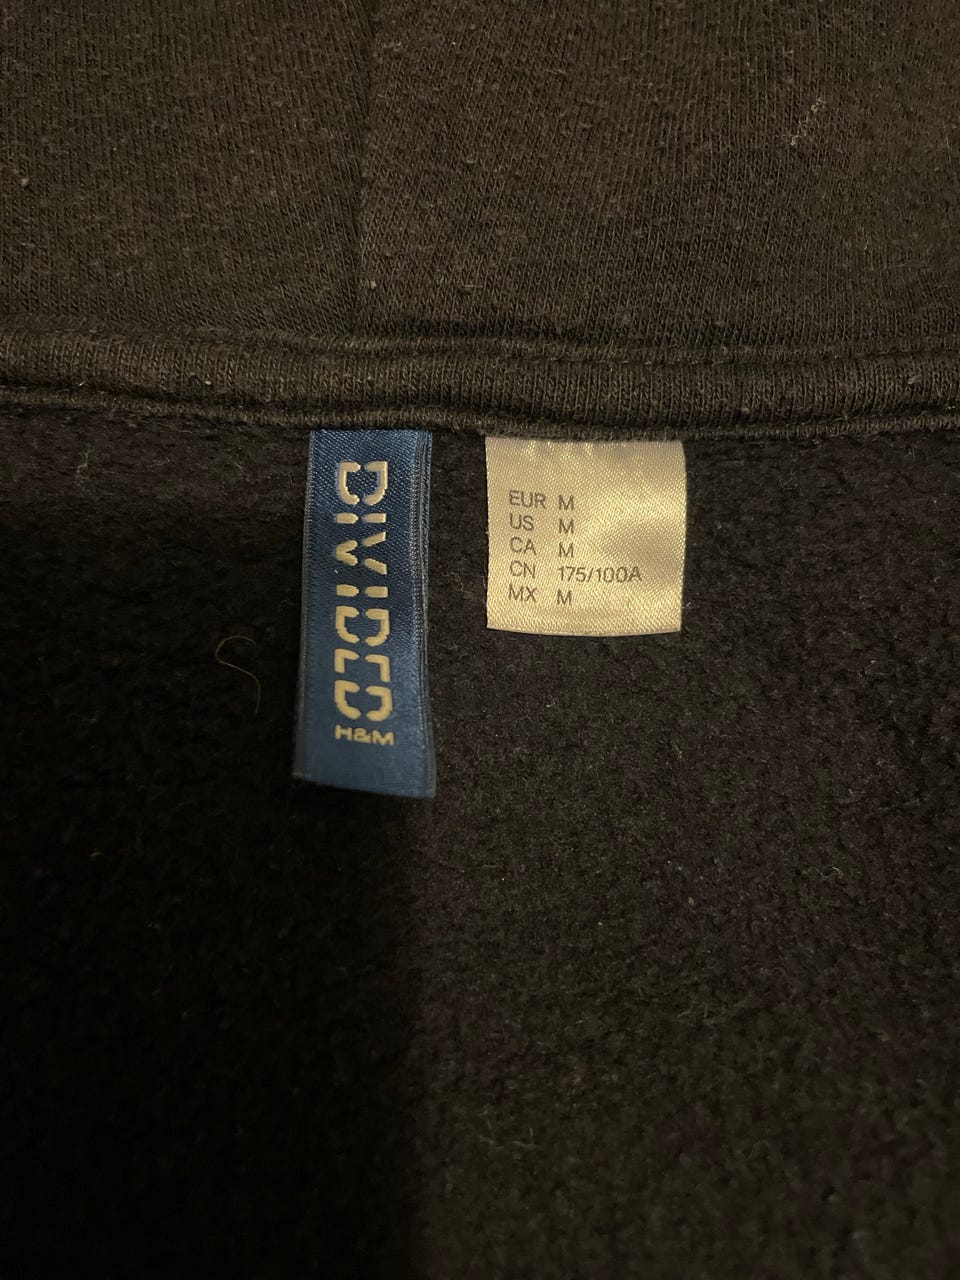 DIVIDED
H&M
EUR M
US M
CA M
CN 175/100A
MX M